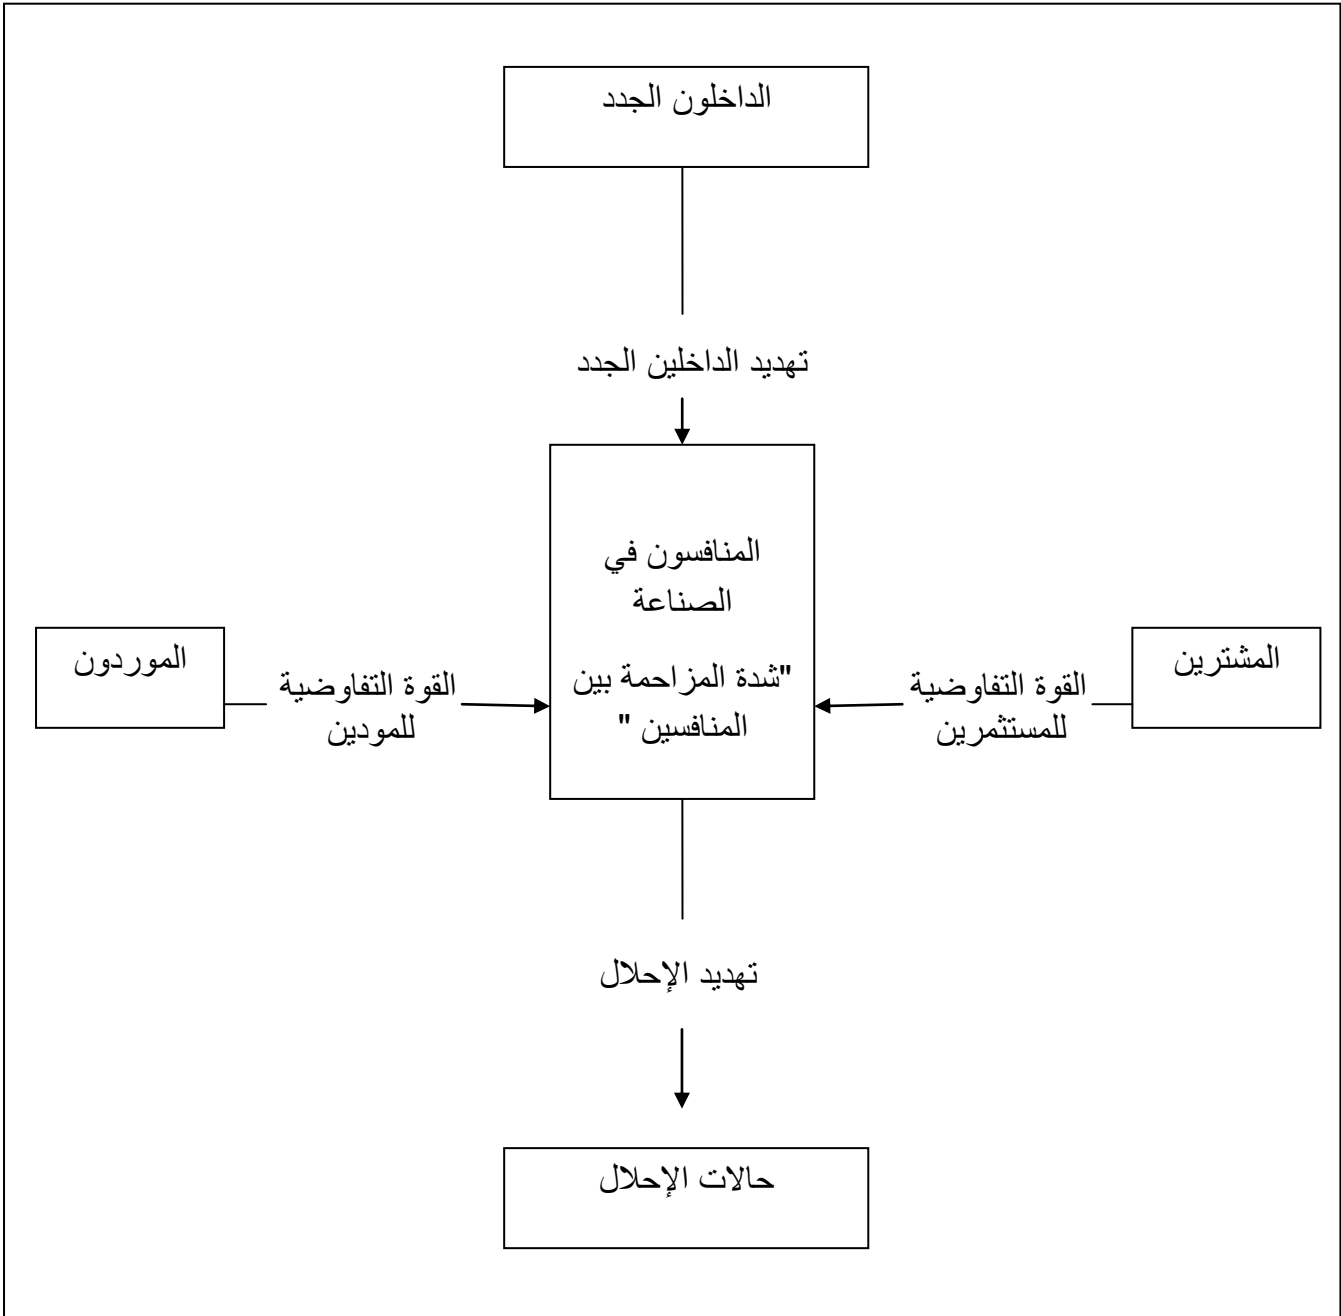 الداخلون الجدد
تهديد الداخلين الجدد
المنافسون في
الصناعة
"شدة المزاحمة بين
المنافسين "
المشترين
القوة التفاوضية
للمستثمرين
الموردون
القوة التفاوضية
للمودين
تهديد الإحلال
حالات الإحلال